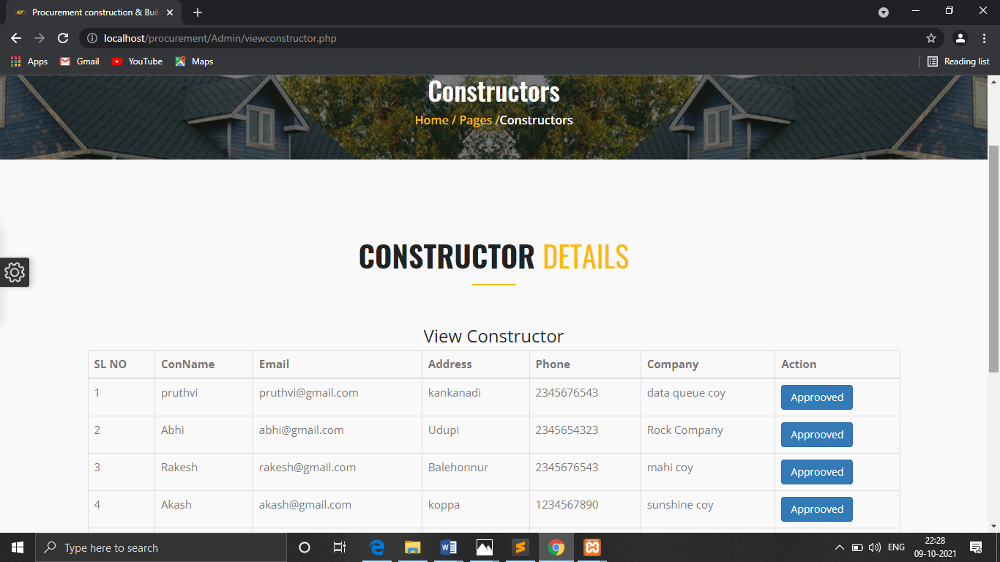 Procurement construction & Buil
localhost/procurement/Admin/viewconstructor.php
Apps Gmail YouTube Maps Reading list
Constructors
Home / Pages /Constructors
CONSTRUCTOR DETAILS
View Constructor
SL NO ConName Email Address Phone Company Action
1 pruthvi pruthvi@gmail.com kankanadi 2345676543 data queue coy Approoved
2 Abhi abhi@gmail.com Udupi 2345654323 Rock Company Approoved
3 Rakesh rakesh@gmail.com Balehonnur 2345676543 mahi coy Approoved
4 Akash akash@gmail.com koppa 1234567890 sunshine coy Approoved
Type here to search ENG 22:28
09-10-2021